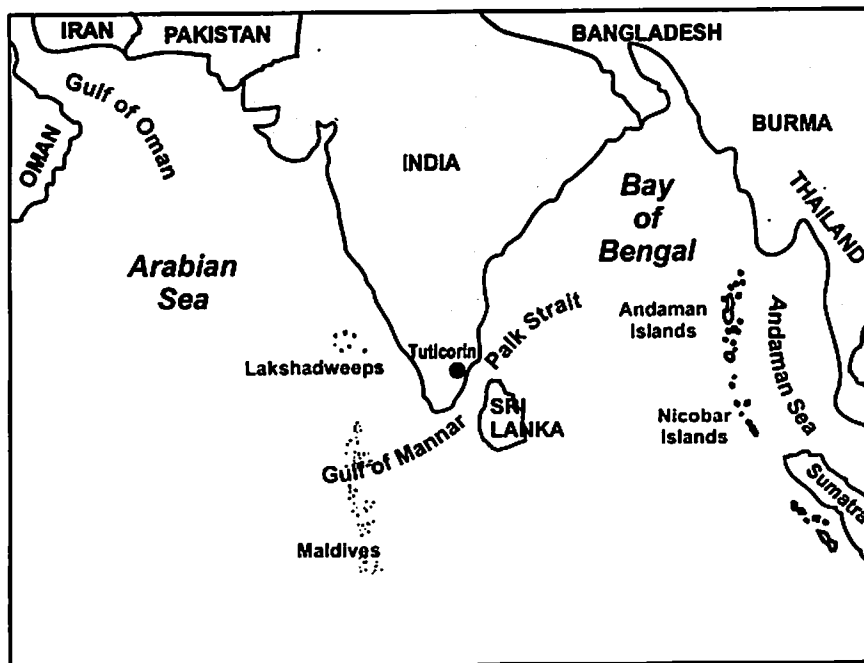 IRAN
PAKISTAN
BANGLADESH
Gulf of Oman
OMAN
INDIA
BURMA
THAILAND
Bay
of
Bengal
Arabian
Sea
Andaman
Islands
Andaman Sea
Palk Strait
Tuticorin
Lakshadweeps
SRI
LANKA
Nicobar
Islands
Gulf of Mannar
Sumatra
Maldives